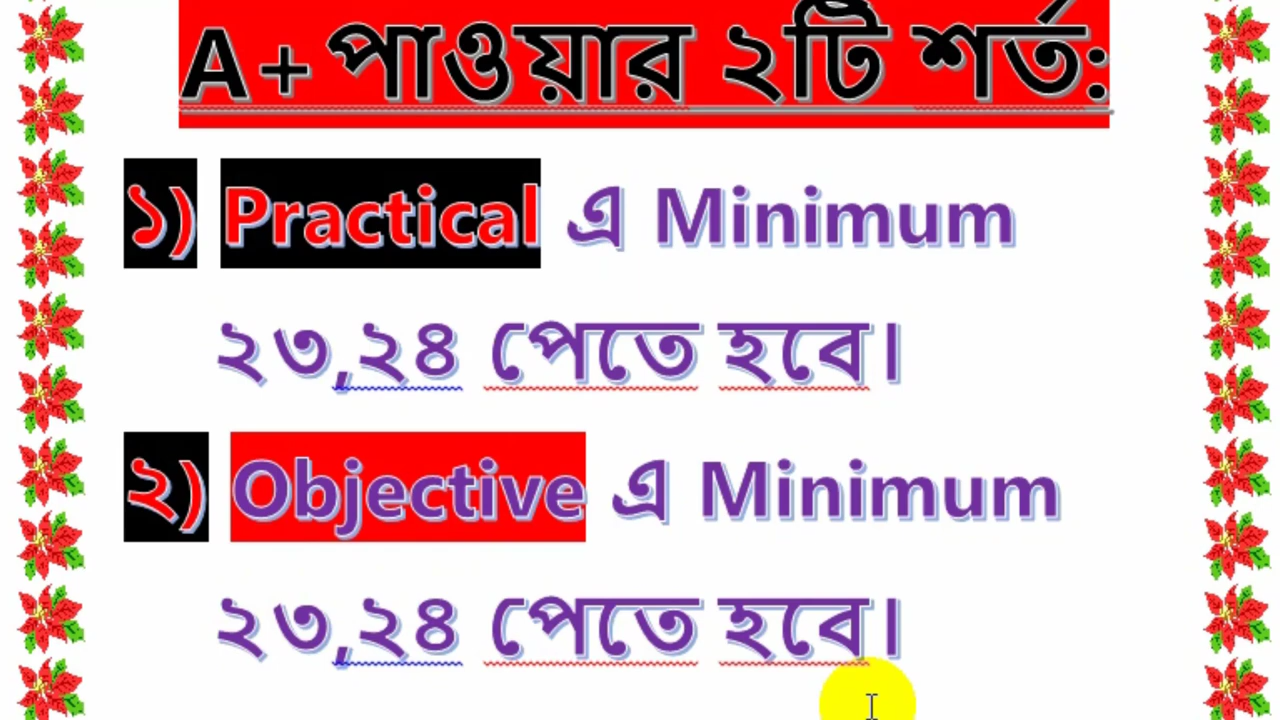 A+ পাওয়ার ২টি শর্ত:
১) Practical এ Minimum
২৩,২৪ পেতে হবে।
২) Objective এ Minimum
২৩,২৪ পেতে হবে।